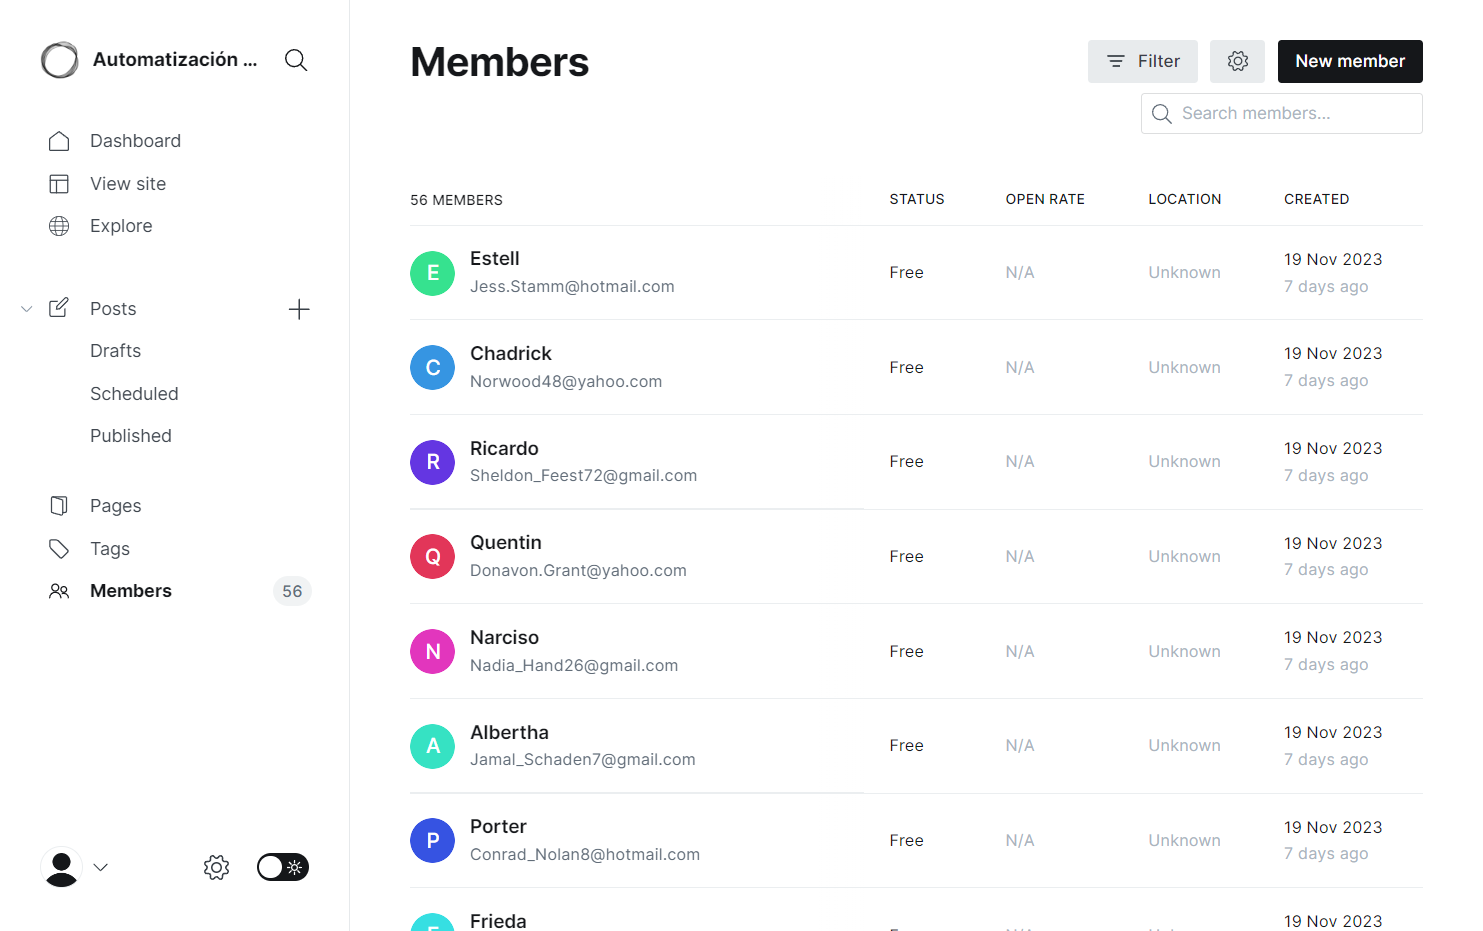 Automatización ...
Dashboard
View site
Explore
Posts
Drafts
Scheduled
Published
Pages
Tags
Members 56
Members
Filter
New member
Search members...
56 MEMBERS STATUS OPEN RATE LOCATION CREATED
E Estell Jess.Stamm@hotmail.com Free N/A Unknown 19 Nov 2023 7 days ago
C Chadrick Norwood48@yahoo.com Free N/A Unknown 19 Nov 2023 7 days ago
R Ricardo Sheldon_Feest72@gmail.com Free N/A Unknown 19 Nov 2023 7 days ago
Q Quentin Donavon.Grant@yahoo.com Free N/A Unknown 19 Nov 2023 7 days ago
N Narciso Nadia_Hand26@gmail.com Free N/A Unknown 19 Nov 2023 7 days ago
A Albertha Jamal_Schaden7@gmail.com Free N/A Unknown 19 Nov 2023 7 days ago
P Porter Conrad_Nolan8@hotmail.com Free N/A Unknown 19 Nov 2023 7 days ago
Frieda 19 Nov 2023